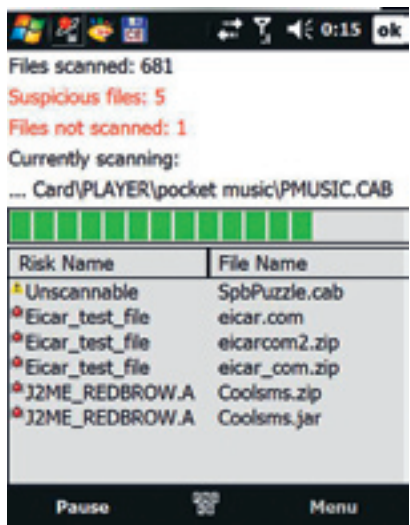 0:15 ok
Files scanned: 681
Suspicious files: 5
Files not scanned: 1
Currently scanning:
... Card\PLAYER\pocket music\PMUSIC.CAB
Risk Name File Name
Unscannable SpbPuzzle.cab
Eicar_test_file eicar.com
Eicar_test_file eicarcom2.zip
Eicar_test_file eicar_com.zip
J2ME_REDBROW.A Coolsms.zip
J2ME_REDBROW.A Coolsms.jar
Pause Menu